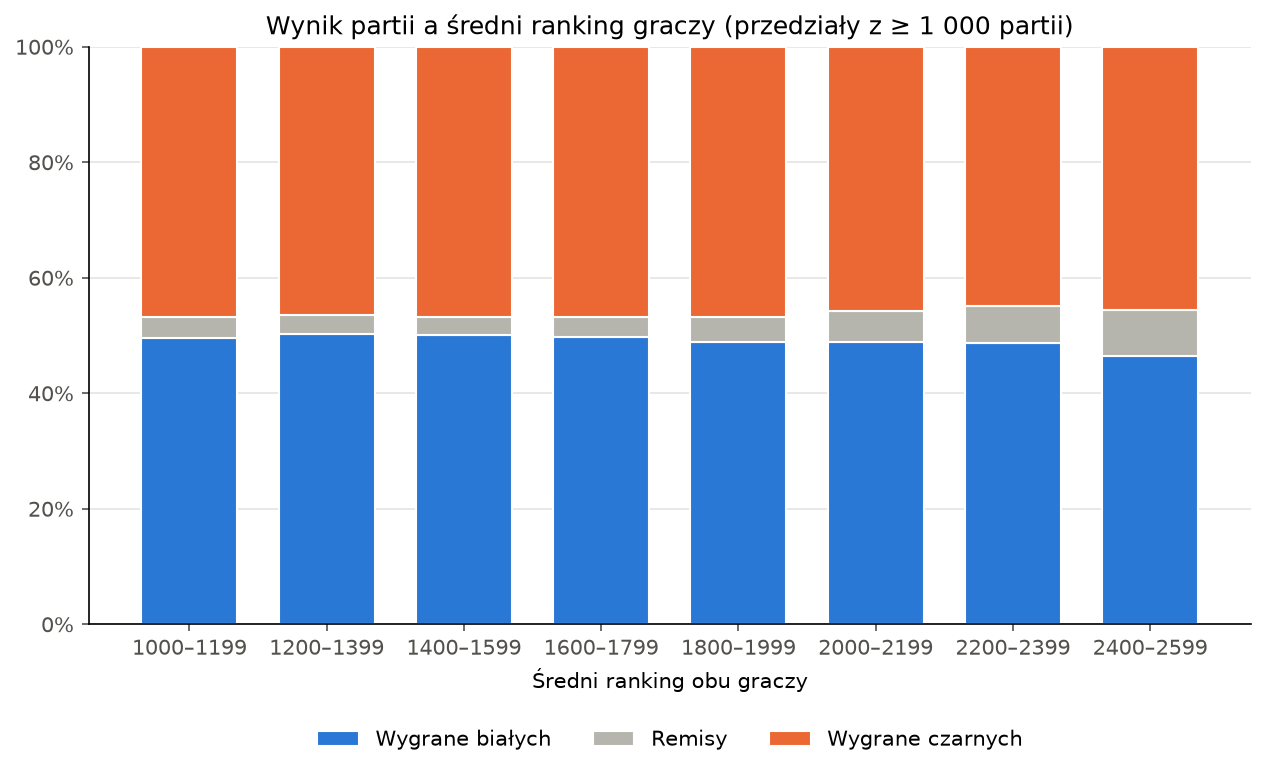 Wynik partii a średni ranking graczy (przedziały z ≥ 1 000 partii)
100%
80%
60%
40%
20%
0%
1000–1199 1200–1399 1400–1599 1600–1799 1800–1999 2000–2199 2200–2399 2400–2599
Średni ranking obu graczy
Wygrane białych Remisy Wygrane czarnych